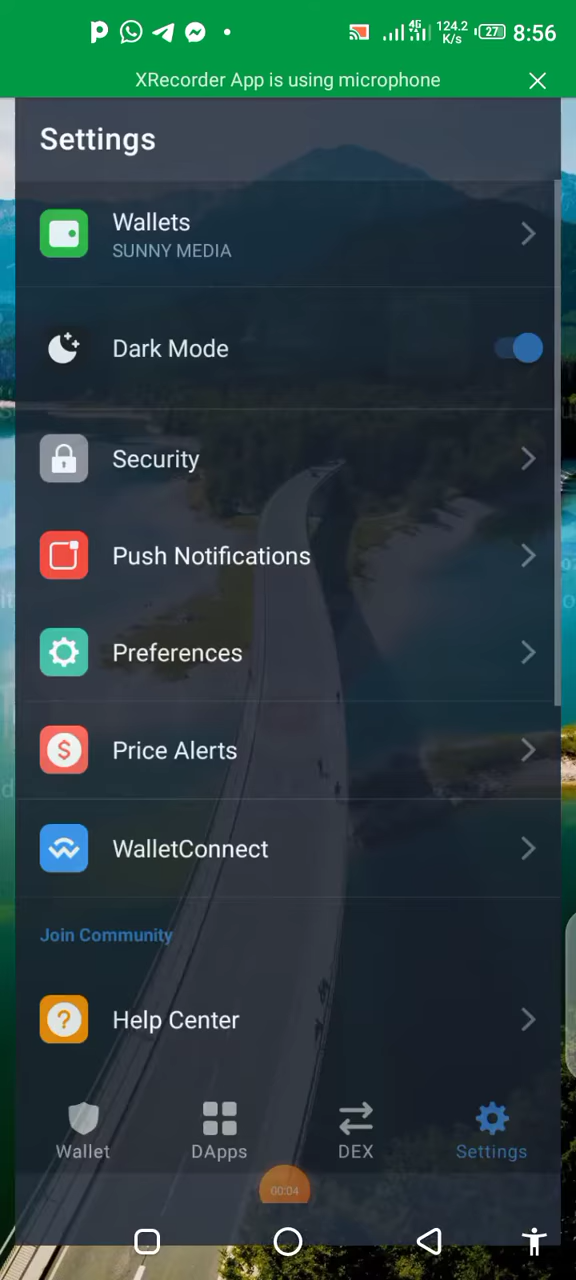 4G 124.2 K/s 27 8:56
XRecorder App is using microphone
Settings
Wallets
SUNNY MEDIA
Dark Mode
Security
Push Notifications
Preferences
Price Alerts
WalletConnect
Join Community
Help Center
Wallet DApps DEX Settings
00:04